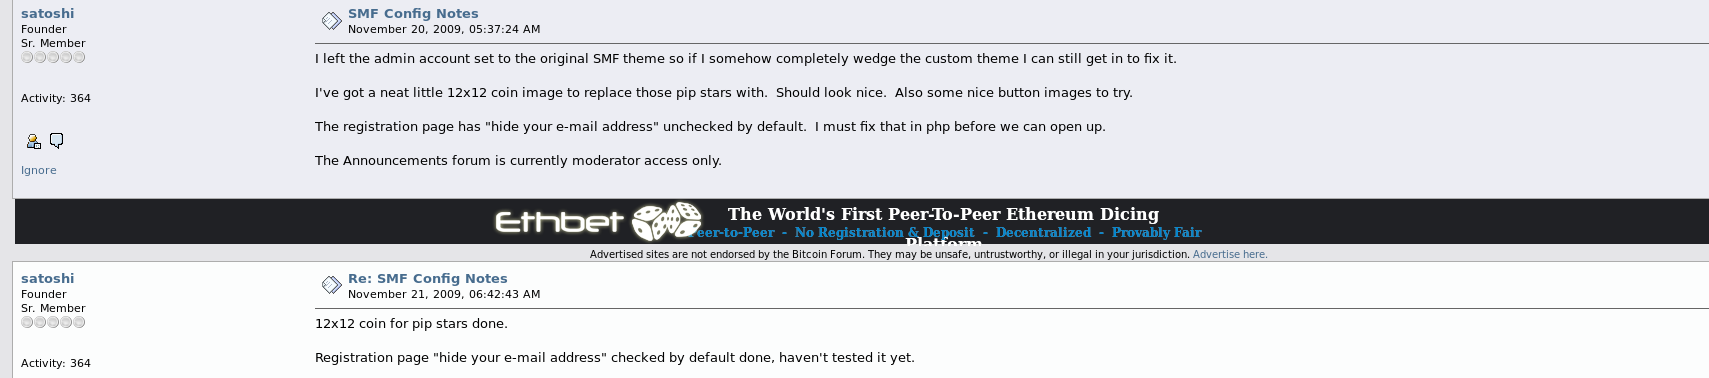 satoshi
Founder
Sr. Member
Activity: 364
Ignore
SMF Config Notes
November 20, 2009, 05:37:24 AM
I left the admin account set to the original SMF theme so if I somehow completely wedge the custom theme I can still get in to fix it.
I've got a neat little 12x12 coin image to replace those pip stars with.  Should look nice.  Also some nice button images to try.
The registration page has "hide your e-mail address" unchecked by default.  I must fix that in php before we can open up.
The Announcements forum is currently moderator access only.
Ethbet
The World's First Peer-To-Peer Ethereum Dicing
Platform
Peer-to-Peer - No Registration & Deposit - Decentralized - Provably Fair
Advertised sites are not endorsed by the Bitcoin Forum. They may be unsafe, untrustworthy, or illegal in your jurisdiction. Advertise here.
satoshi
Founder
Sr. Member
Activity: 364
Re: SMF Config Notes
November 21, 2009, 06:42:43 AM
12x12 coin for pip stars done.
Registration page "hide your e-mail address" checked by default done, haven't tested it yet.